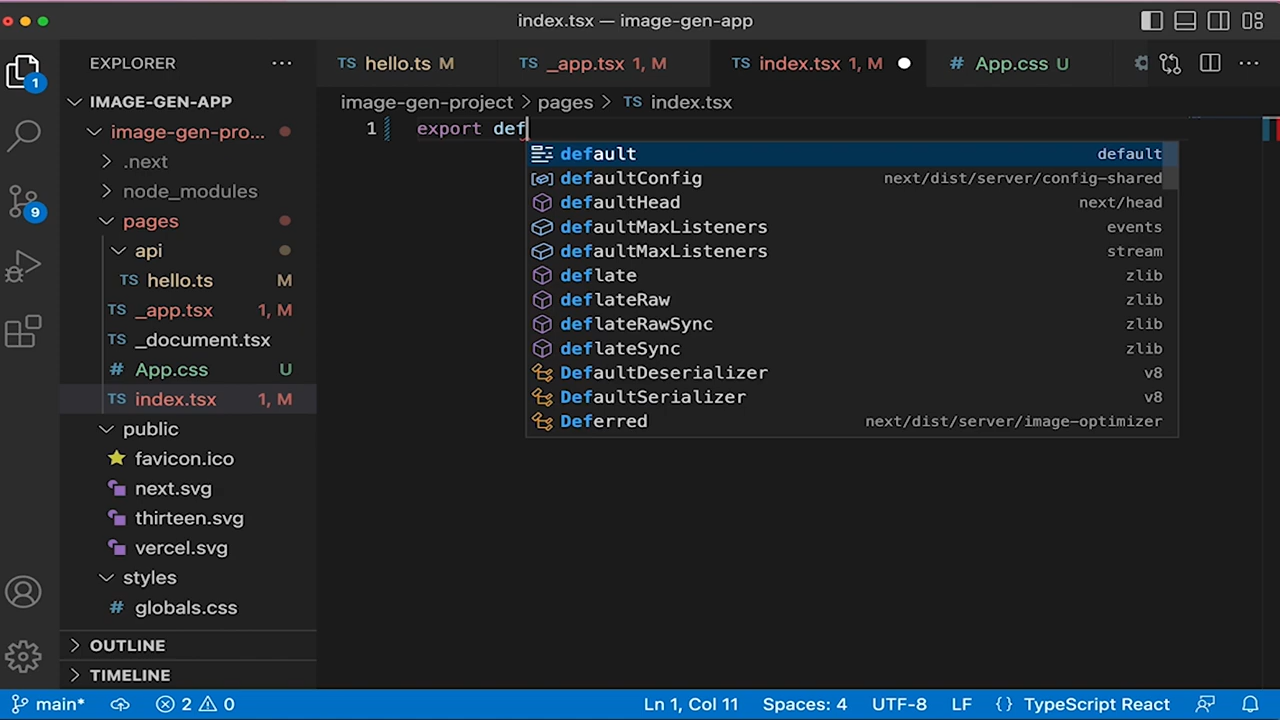 index.tsx — image-gen-app
EXPLORER
hello.ts M
_app.tsx 1, M
index.tsx 1, M
App.css U
1
IMAGE-GEN-APP
image-gen-project > pages > TS index.tsx
image-gen-pro...
.next
node_modules
pages
api
TS hello.ts M
TS _app.tsx 1, M
_document.tsx
# App.css U
TS index.tsx 1, M
public
favicon.ico
next.svg
thirteen.svg
vercel.svg
styles
# globals.css
OUTLINE
TIMELINE
9
1 export def
default default
defaultConfig next/dist/server/config-shared
defaultHead next/head
defaultMaxListeners events
defaultMaxListeners stream
deflate zlib
deflateRaw zlib
deflateRawSync zlib
deflateSync zlib
DefaultDeserializer v8
DefaultSerializer v8
Deferred next/dist/server/image-optimizer
main* 2 0 Ln 1, Col 11 Spaces: 4 UTF-8 LF {} TypeScript React